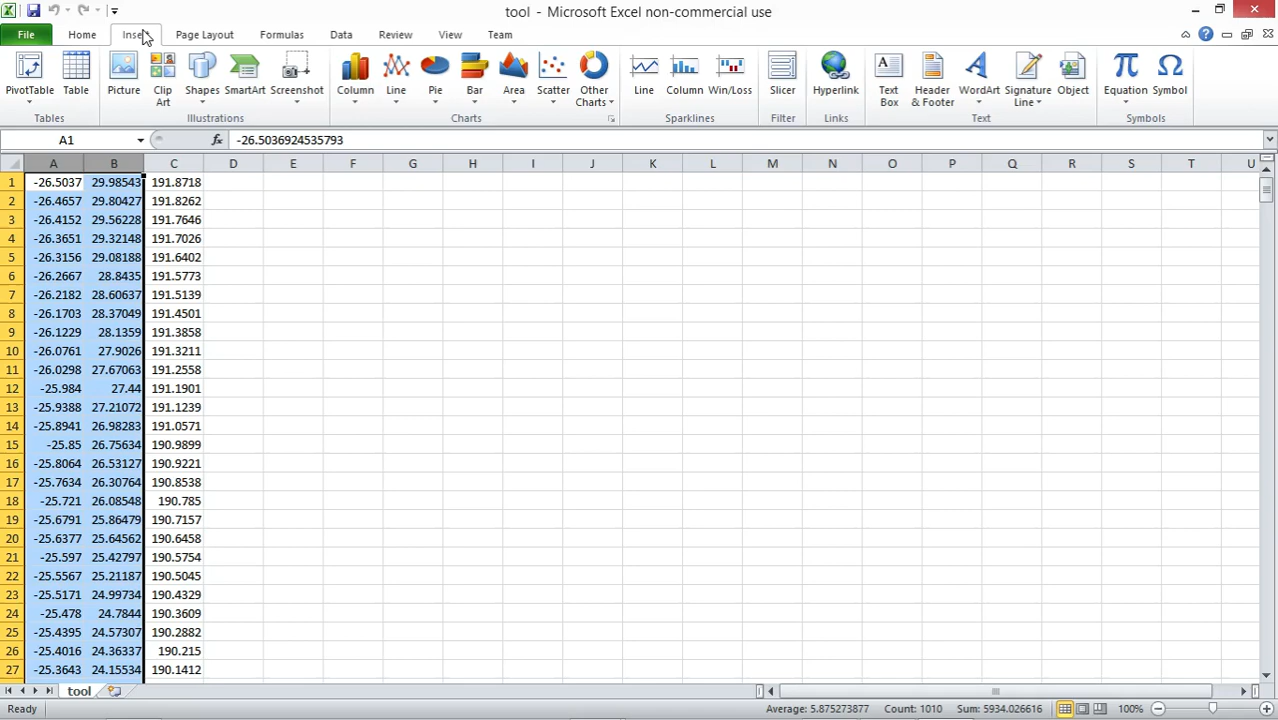 tool - Microsoft Excel non-commercial use
File Home Insert Page Layout Formulas Data Review View Team
PivotTable Table Picture Clip Art Shapes SmartArt Screenshot Column Line Pie Bar Area Scatter Other Charts Line Column Win/Loss Slicer Hyperlink Text Box Header & Footer WordArt Signature Line Object Equation Symbol
Tables Illustrations Charts Sparklines Filter Links Text Symbols
A1 fx -26.5036924535793
A B C D E F G H I J K L M N O P Q R S T U
1 -26.5037 29.98543 191.8718
2 -26.4657 29.80427 191.8262
3 -26.4152 29.56228 191.7646
4 -26.3651 29.32148 191.7026
5 -26.3156 29.08188 191.6402
6 -26.2667 28.8435 191.5773
7 -26.2182 28.60637 191.5139
8 -26.1703 28.37049 191.4501
9 -26.1229 28.1359 191.3858
10 -26.0761 27.9026 191.3211
11 -26.0298 27.67063 191.2558
12 -25.984 27.44 191.1901
13 -25.9388 27.21072 191.1239
14 -25.8941 26.98283 191.0571
15 -25.85 26.75634 190.9899
16 -25.8064 26.53127 190.9221
17 -25.7634 26.30764 190.8538
18 -25.721 26.08548 190.785
19 -25.6791 25.86479 190.7157
20 -25.6377 25.64562 190.6458
21 -25.597 25.42797 190.5754
22 -25.5567 25.21187 190.5045
23 -25.5171 24.99734 190.4329
24 -25.478 24.7844 190.3609
25 -25.4395 24.57307 190.2882
26 -25.4016 24.36337 190.215
27 -25.3643 24.15534 190.1412
tool
Ready Average: 5.875273877 Count: 1010 Sum: 5934.026616 100%